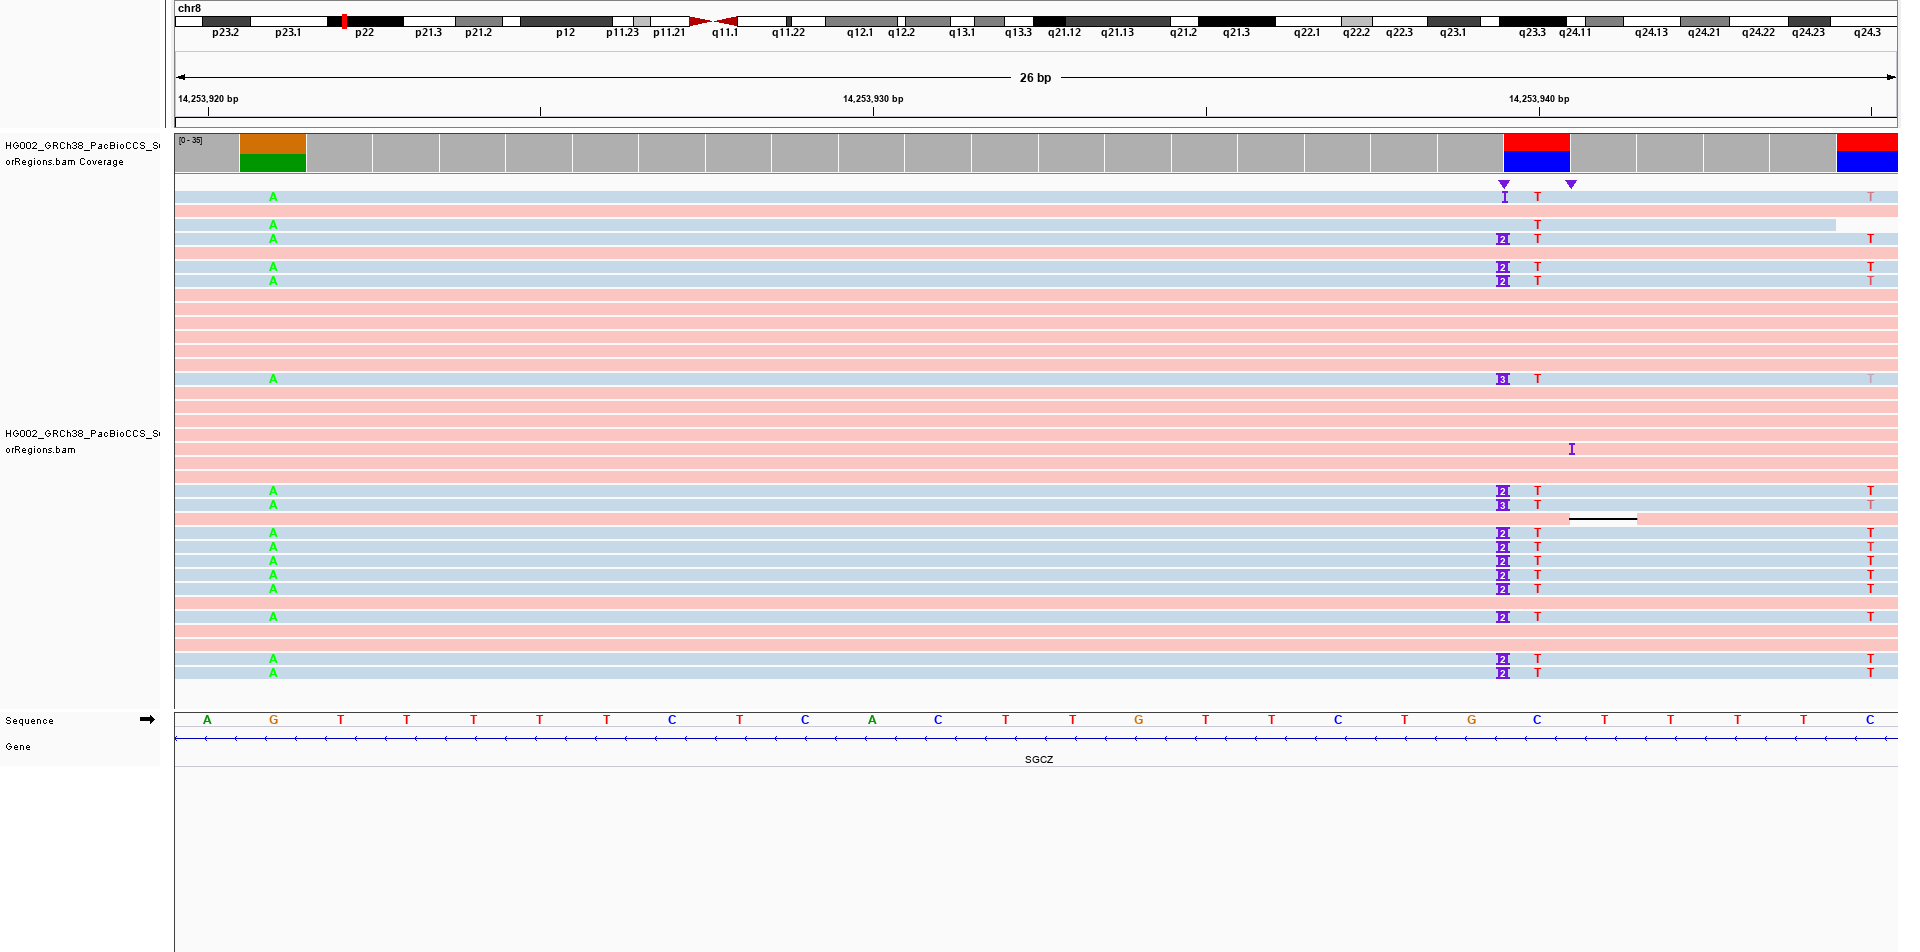 chr8
p23.2 p23.1 p22 p21.3 p21.2 p12 p11.23 p11.21 q11.1 q11.22 q12.1 q12.2 q13.1 q13.3 q21.12 q21.13 q21.2 q21.3 q22.1 q22.2 q22.3 q23.1 q23.3 q24.11 q24.13 q24.21 q24.22 q24.23 q24.3
26 bp
14,253,920 bp 14,253,930 bp 14,253,940 bp
[0 - 35]
HG002_GRCh38_PacBioCCS_S
orRegions.bam Coverage
A I T T
A T
A 2 T T
A 2 T T
A 2 T T
A 3 T T
HG002_GRCh38_PacBioCCS_S
orRegions.bam
I
A 2 T T
A 3 T T
A 2 T T
A 2 T T
A 2 T T
A 2 T T
A 2 T T
A 2 T T
A 2 T T
A 2 T T
Sequence A G T T T T T C T C A C T T G T T C T G C T T T T C
Gene
SGCZ